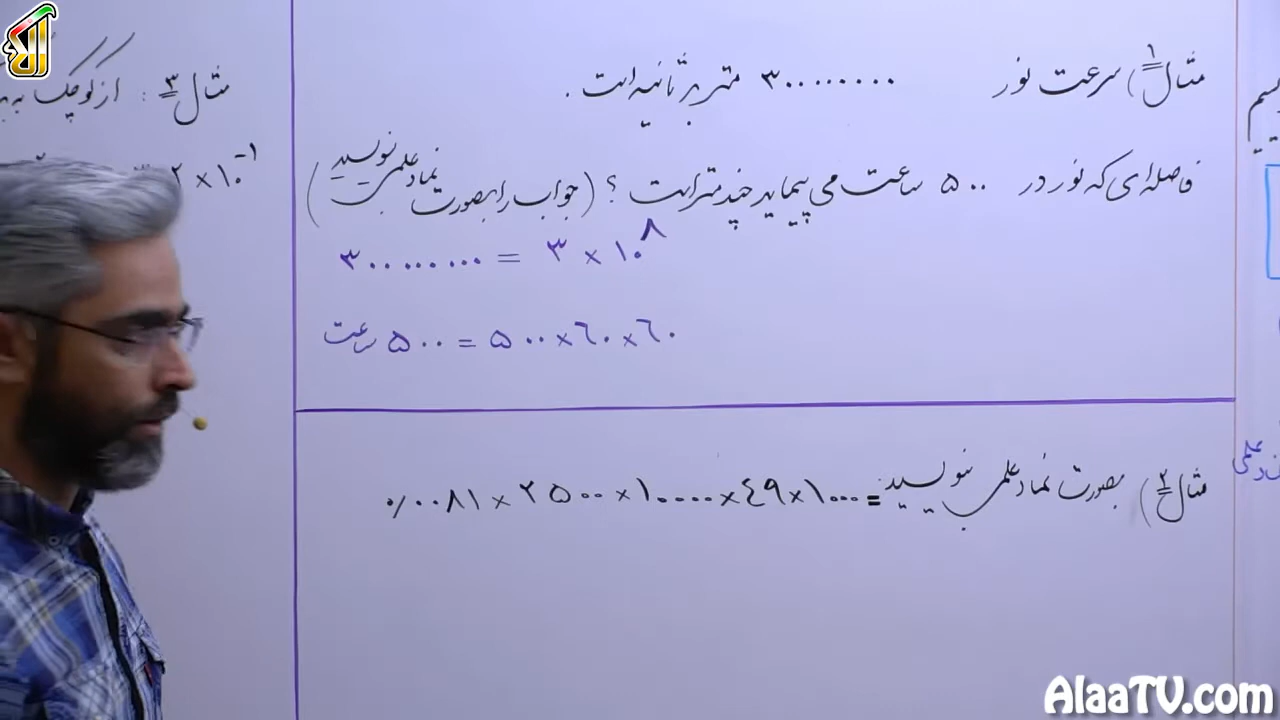 مثال ۱) سرعت نور ۳۰۰۰۰۰۰۰۰ متر بر ثانیه است.
فاصله‌ای که نور در ۵۰۰ ساعت می‌پیماید چند متر است؟ (جواب را بصورت نماد علمی بنویسید)
۳۰۰۰۰۰۰۰۰ = ۳ × ۱۰^۸
ساعت ۵۰۰ = ۵۰۰ × ۶۰ × ۶۰
مثال ۲) بصورت نماد علمی بنویسید = ۰/۰۰۸۱ × ۲۵۰۰ × ۱۰۰۰۰ × ۴۹ × ۱۰۰۰
مثال ۳: از کوچک به
۲ × ۱۰^-۱
AlaaTV.com